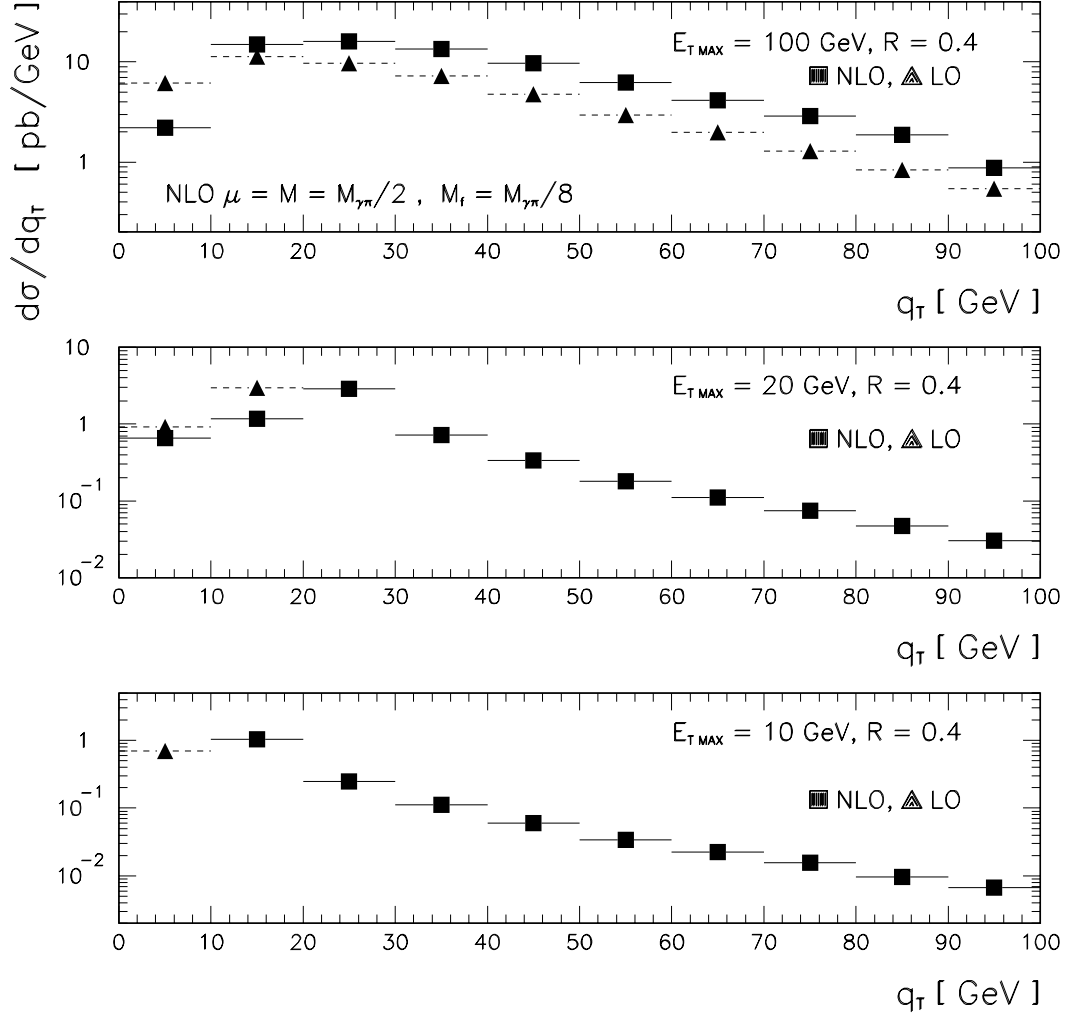 dσ/dq_T [ pb/GeV ]
E_T MAX = 100 GeV, R = 0.4
NLO, LO
10
1
NLO μ = M = M_γπ/2 , M_f = M_γπ/8
0 10 20 30 40 50 60 70 80 90 100
q_T [ GeV ]
10
E_T MAX = 20 GeV, R = 0.4
1
NLO, LO
10^-1
10^-2
0 10 20 30 40 50 60 70 80 90 100
q_T [ GeV ]
E_T MAX = 10 GeV, R = 0.4
1
NLO, LO
10^-1
10^-2
0 10 20 30 40 50 60 70 80 90 100
q_T [ GeV ]